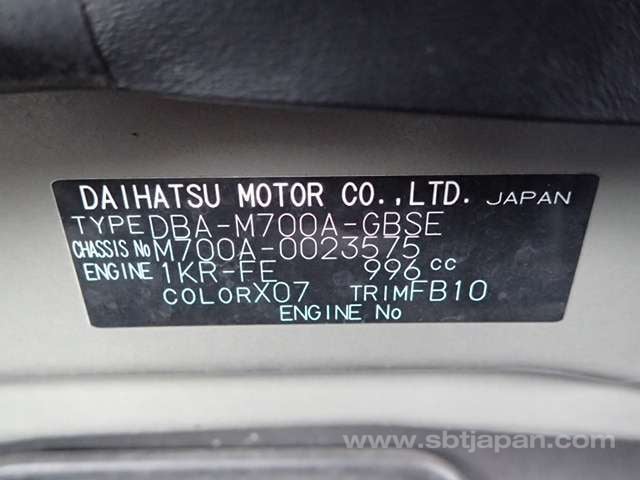 DAIHATSU MOTOR CO.,LTD. JAPAN
TYPE DBA-M700A-GBSE
CHASSIS No M700A-0023575
ENGINE 1KR-FE 996 cc
COLOR X07 TRIM FB10
ENGINE No
www.sbtjapan.com